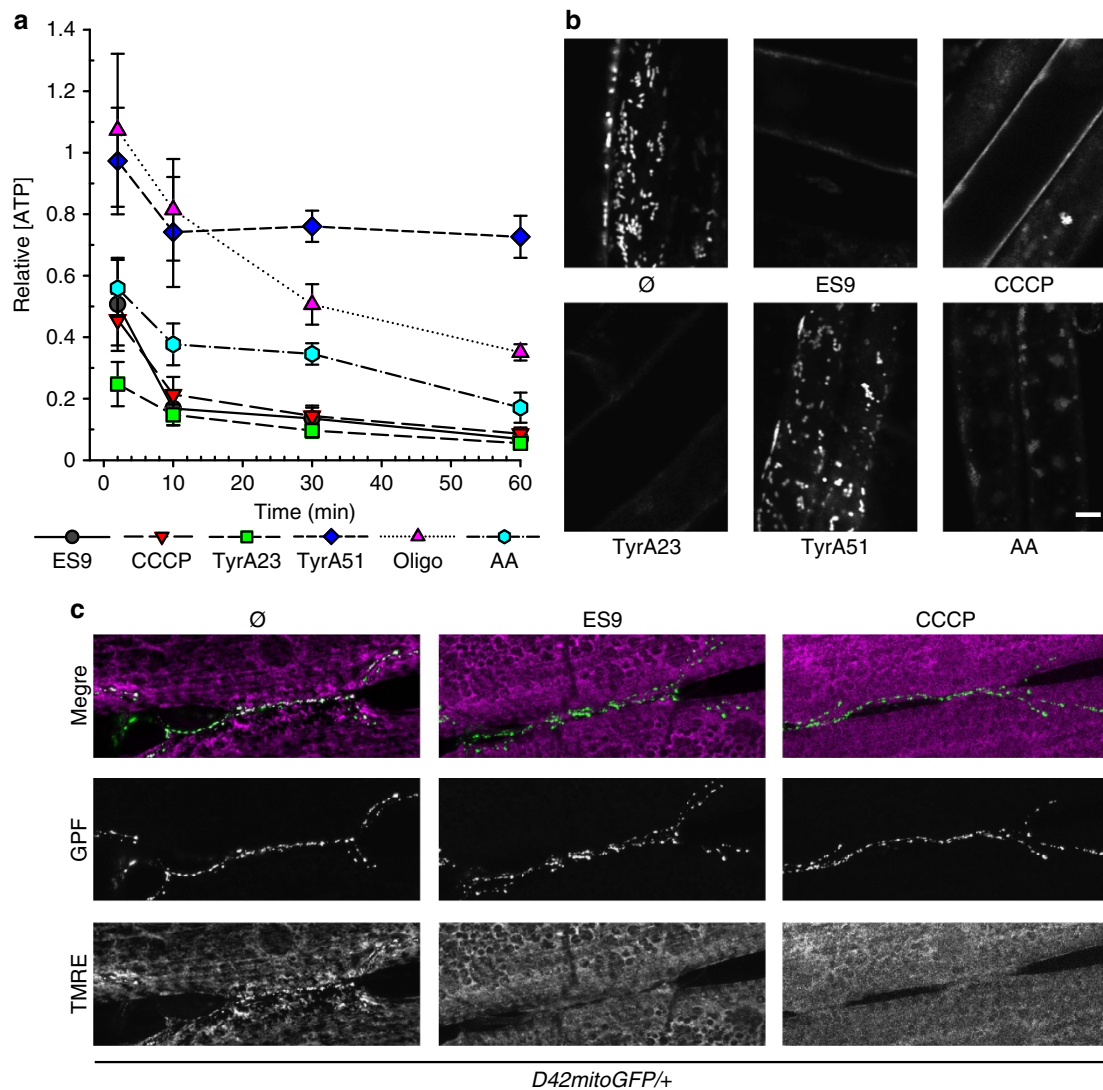 a
b
1.4
1.2
1
0.8
0.6
0.4
0.2
0
Relative [ATP]
0 10 20 30 40 50 60
Time (min)
ES9 CCCP TyrA23 TyrA51 Oligo AA
Ø ES9 CCCP
TyrA23 TyrA51 AA
c
Ø ES9 CCCP
Megre
GPF
TMRE
D42mitoGFP/+